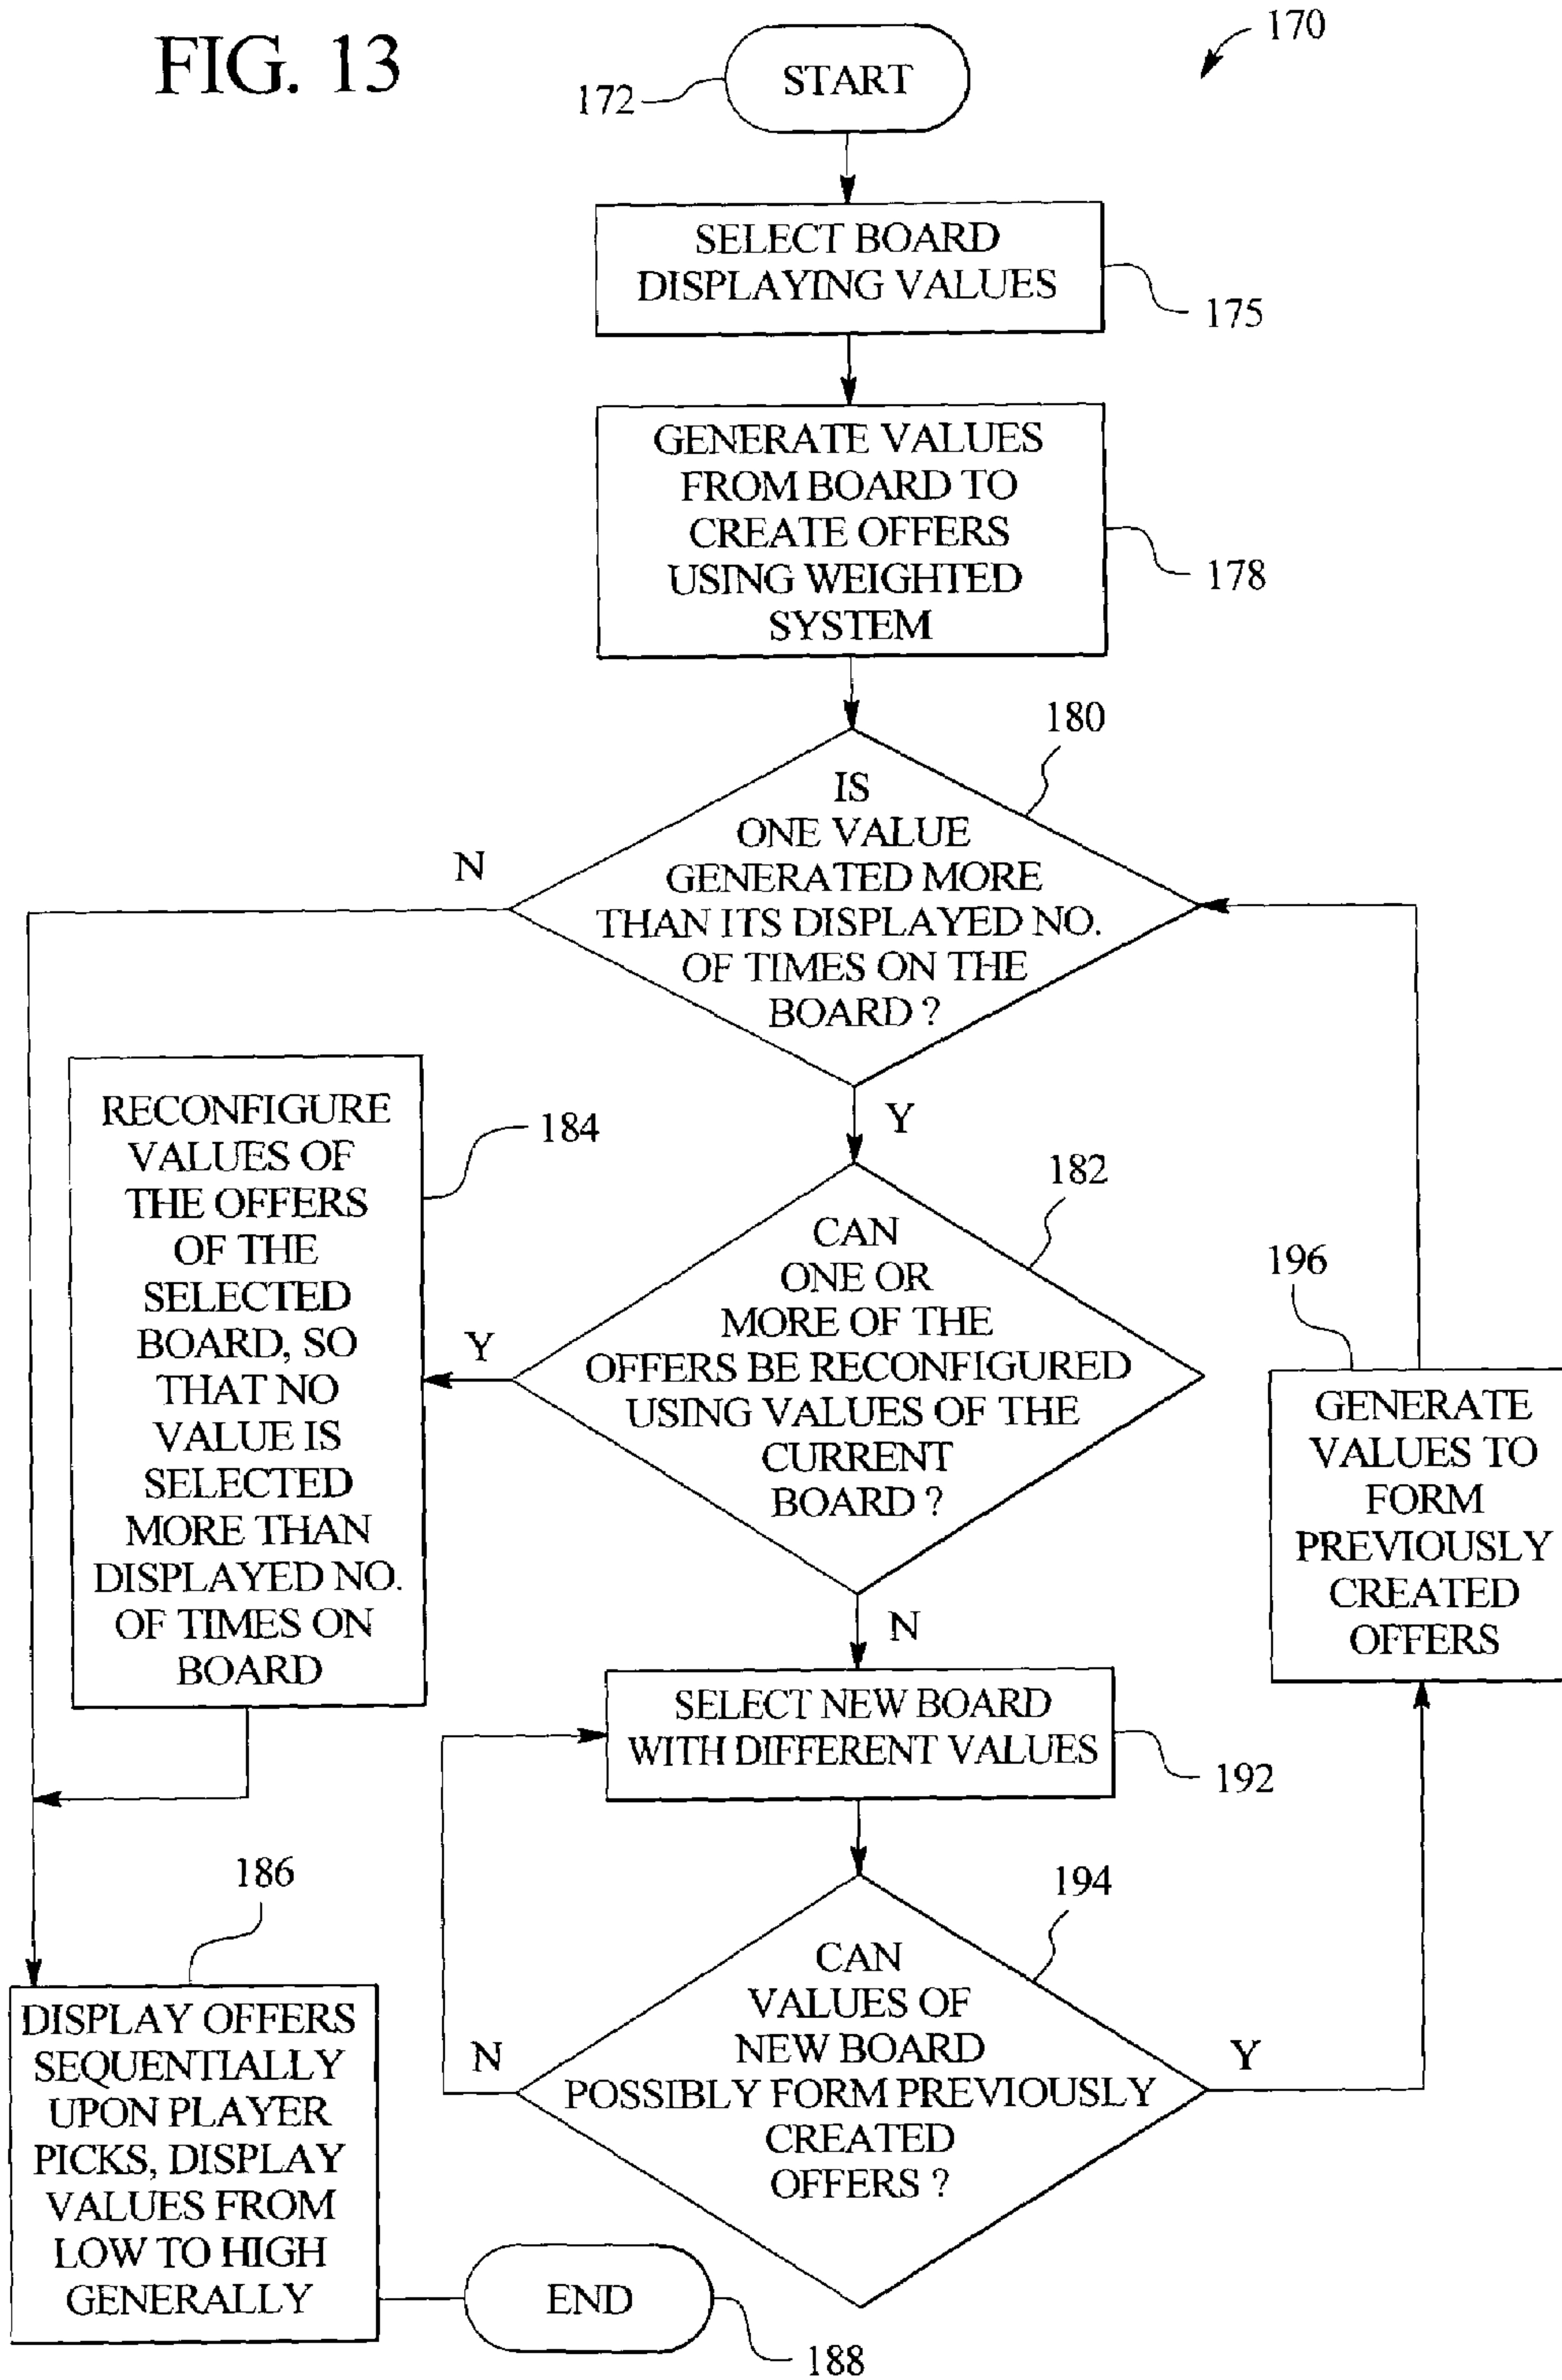 FIG. 13
170
START
172
SELECT BOARD
DISPLAYING VALUES
175
GENERATE VALUES
FROM BOARD TO
CREATE OFFERS
USING WEIGHTED
SYSTEM
178
180
IS
ONE VALUE
GENERATED MORE
THAN ITS DISPLAYED NO.
OF TIMES ON THE
BOARD ?
N
Y
RECONFIGURE
VALUES OF
THE OFFERS
OF THE
SELECTED
BOARD, SO
THAT NO
VALUE IS
SELECTED
MORE THAN
DISPLAYED NO.
OF TIMES ON
BOARD
184
182
CAN
ONE OR
MORE OF THE
OFFERS BE RECONFIGURED
USING VALUES OF THE
CURRENT
BOARD ?
Y
N
196
GENERATE
VALUES TO
FORM
PREVIOUSLY
CREATED
OFFERS
SELECT NEW BOARD
WITH DIFFERENT VALUES
192
194
CAN
VALUES OF
NEW BOARD
POSSIBLY FORM PREVIOUSLY
CREATED
OFFERS ?
N
Y
186
DISPLAY OFFERS
SEQUENTIALLY
UPON PLAYER
PICKS, DISPLAY
VALUES FROM
LOW TO HIGH
GENERALLY
END
188